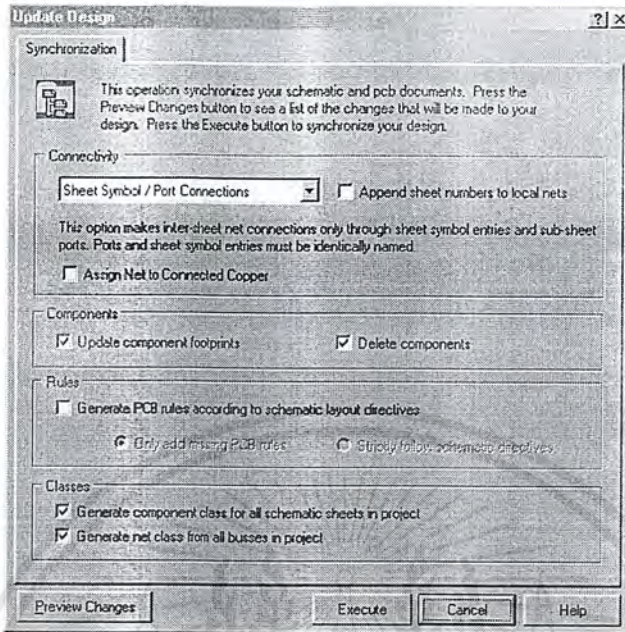 Update Design
Synchronization
This operation synchronizes your schematic and pcb documents. Press the
Preview Changes button to see a list of the changes that will be made to your
design. Press the Execute button to synchronize your design.
Connectivity
Sheet Symbol / Port Connections
Append sheet numbers to local nets
This option makes inter-sheet net connections only through sheet symbol entries and sub-sheet
ports. Ports and sheet symbol entries must be identically named.
Assign Net to Connected Copper
Components
Update component footprints
Delete components
Rules
Generate PCB rules according to schematic layout directives
Only add missing PCB rules
Strictly follow schematic directives
Classes
Generate component class for all schematic sheets in project
Generate net class from all busses in project
Preview Changes
Execute
Cancel
Help